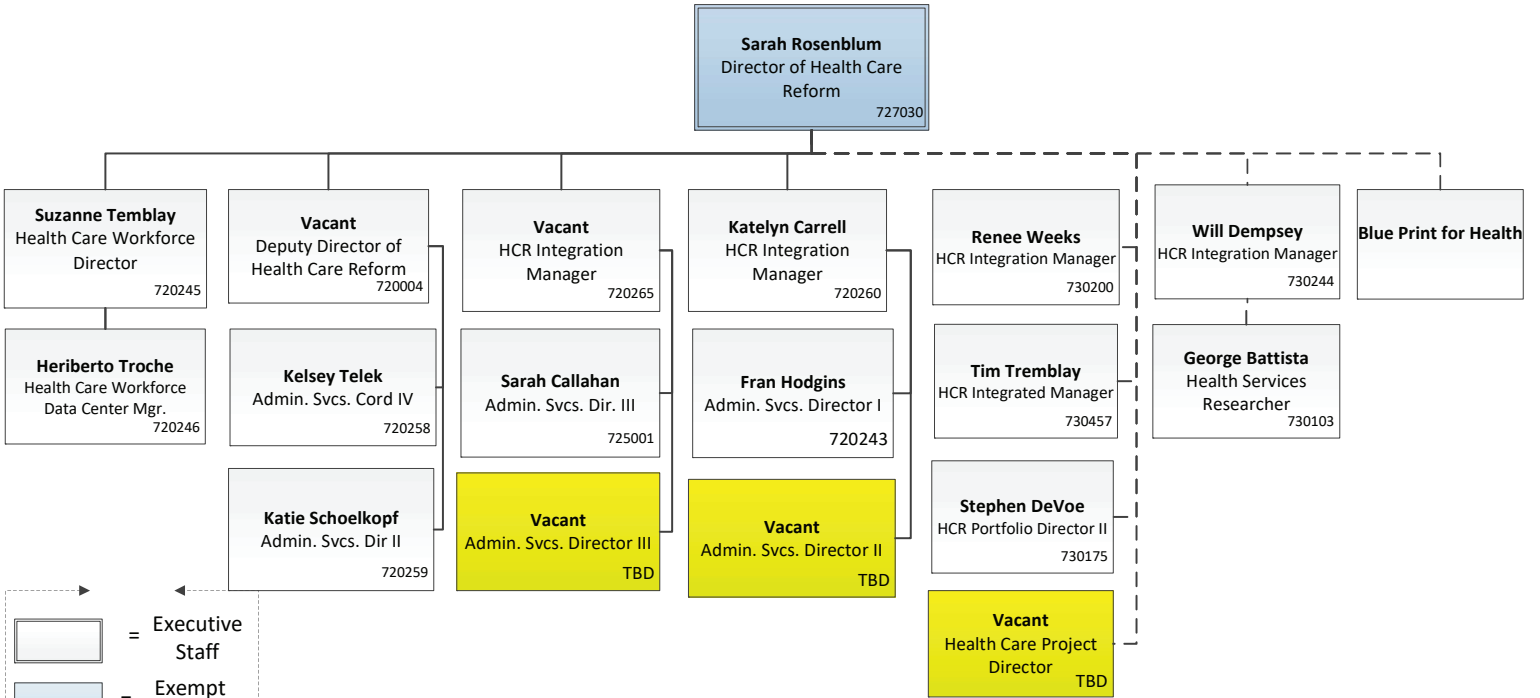 Sarah Rosenblum
Director of Health Care
Reform
727030
Suzanne Temblay
Health Care Workforce
Director
720245
Vacant
Deputy Director of
Health Care Reform
720004
Vacant
HCR Integration
Manager
720265
Katelyn Carrell
HCR Integration
Manager
720260
Renee Weeks
HCR Integration Manager
730200
Will Dempsey
HCR Integration Manager
730244
Blue Print for Health
Heriberto Troche
Health Care Workforce
Data Center Mgr.
720246
Kelsey Telek
Admin. Svcs. Cord IV
720258
Sarah Callahan
Admin. Svcs. Dir. III
725001
Fran Hodgins
Admin. Svcs. Director I
720243
Tim Tremblay
HCR Integrated Manager
730457
George Battista
Health Services
Researcher
730103
Katie Schoelkopf
Admin. Svcs. Dir II
720259
Vacant
Admin. Svcs. Director III
TBD
Vacant
Admin. Svcs. Director II
TBD
Stephen DeVoe
HCR Portfolio Director II
730175
Vacant
Health Care Project
Director
TBD
= Executive
Staff
= Exempt